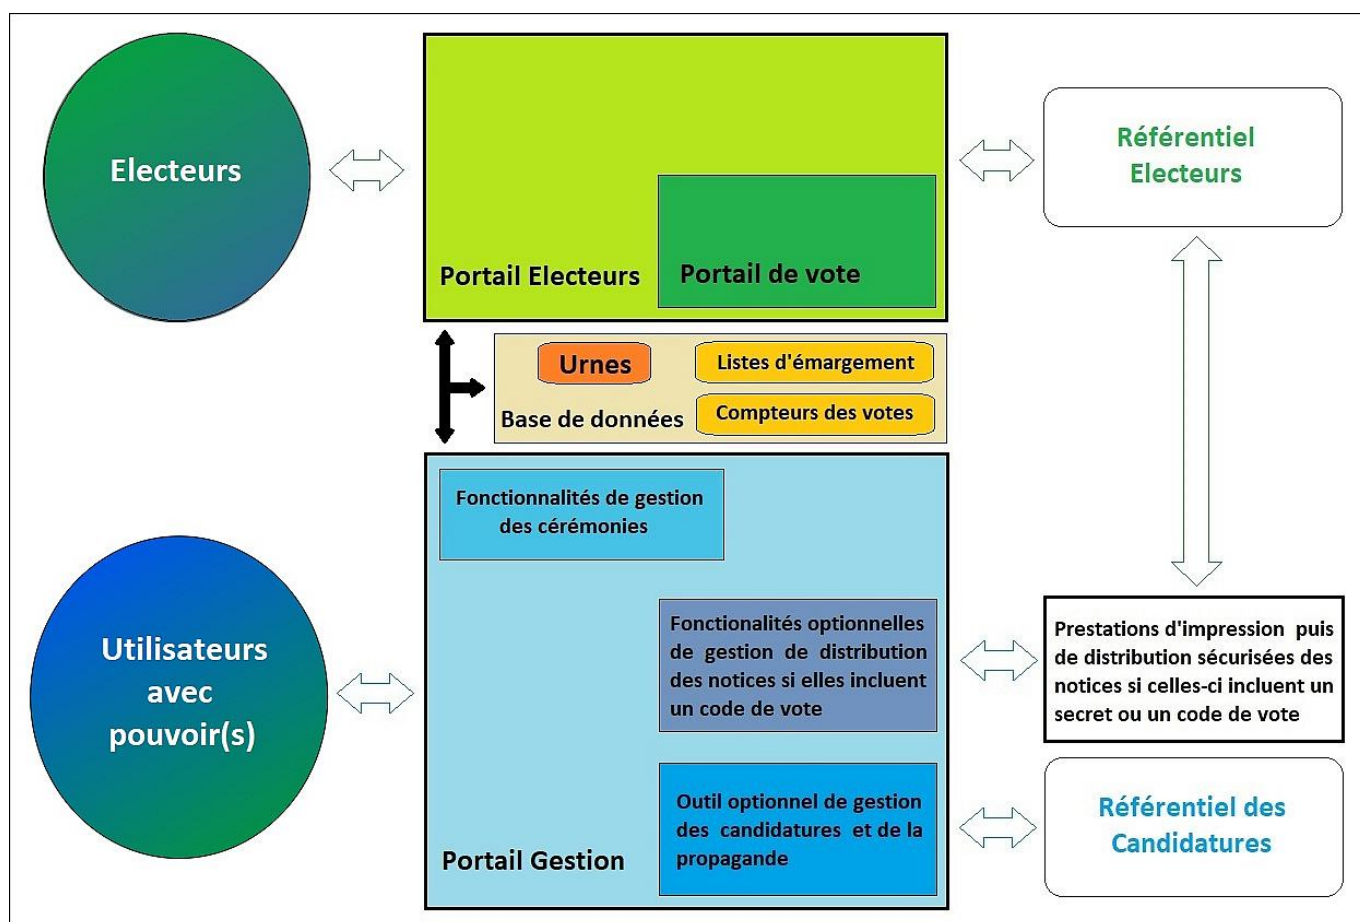 Electeurs
Portail Electeurs
Portail de vote
Référentiel
Electeurs
Urnes
Base de données
Listes d'émargement
Compteurs des votes
Fonctionnalités de gestion
des cérémonies
Utilisateurs
avec
pouvoir(s)
Fonctionalités optionnelles
de gestion de distribution
des notices si elles incluent
un code de vote
Prestations d'impression puis
de distribution sécurisées des
notices si celles-ci incluent un
secret ou un code de vote
Portail Gestion
Outil optionnel de gestion
des candidatures et de la
propagande
Référentiel des
Candidatures